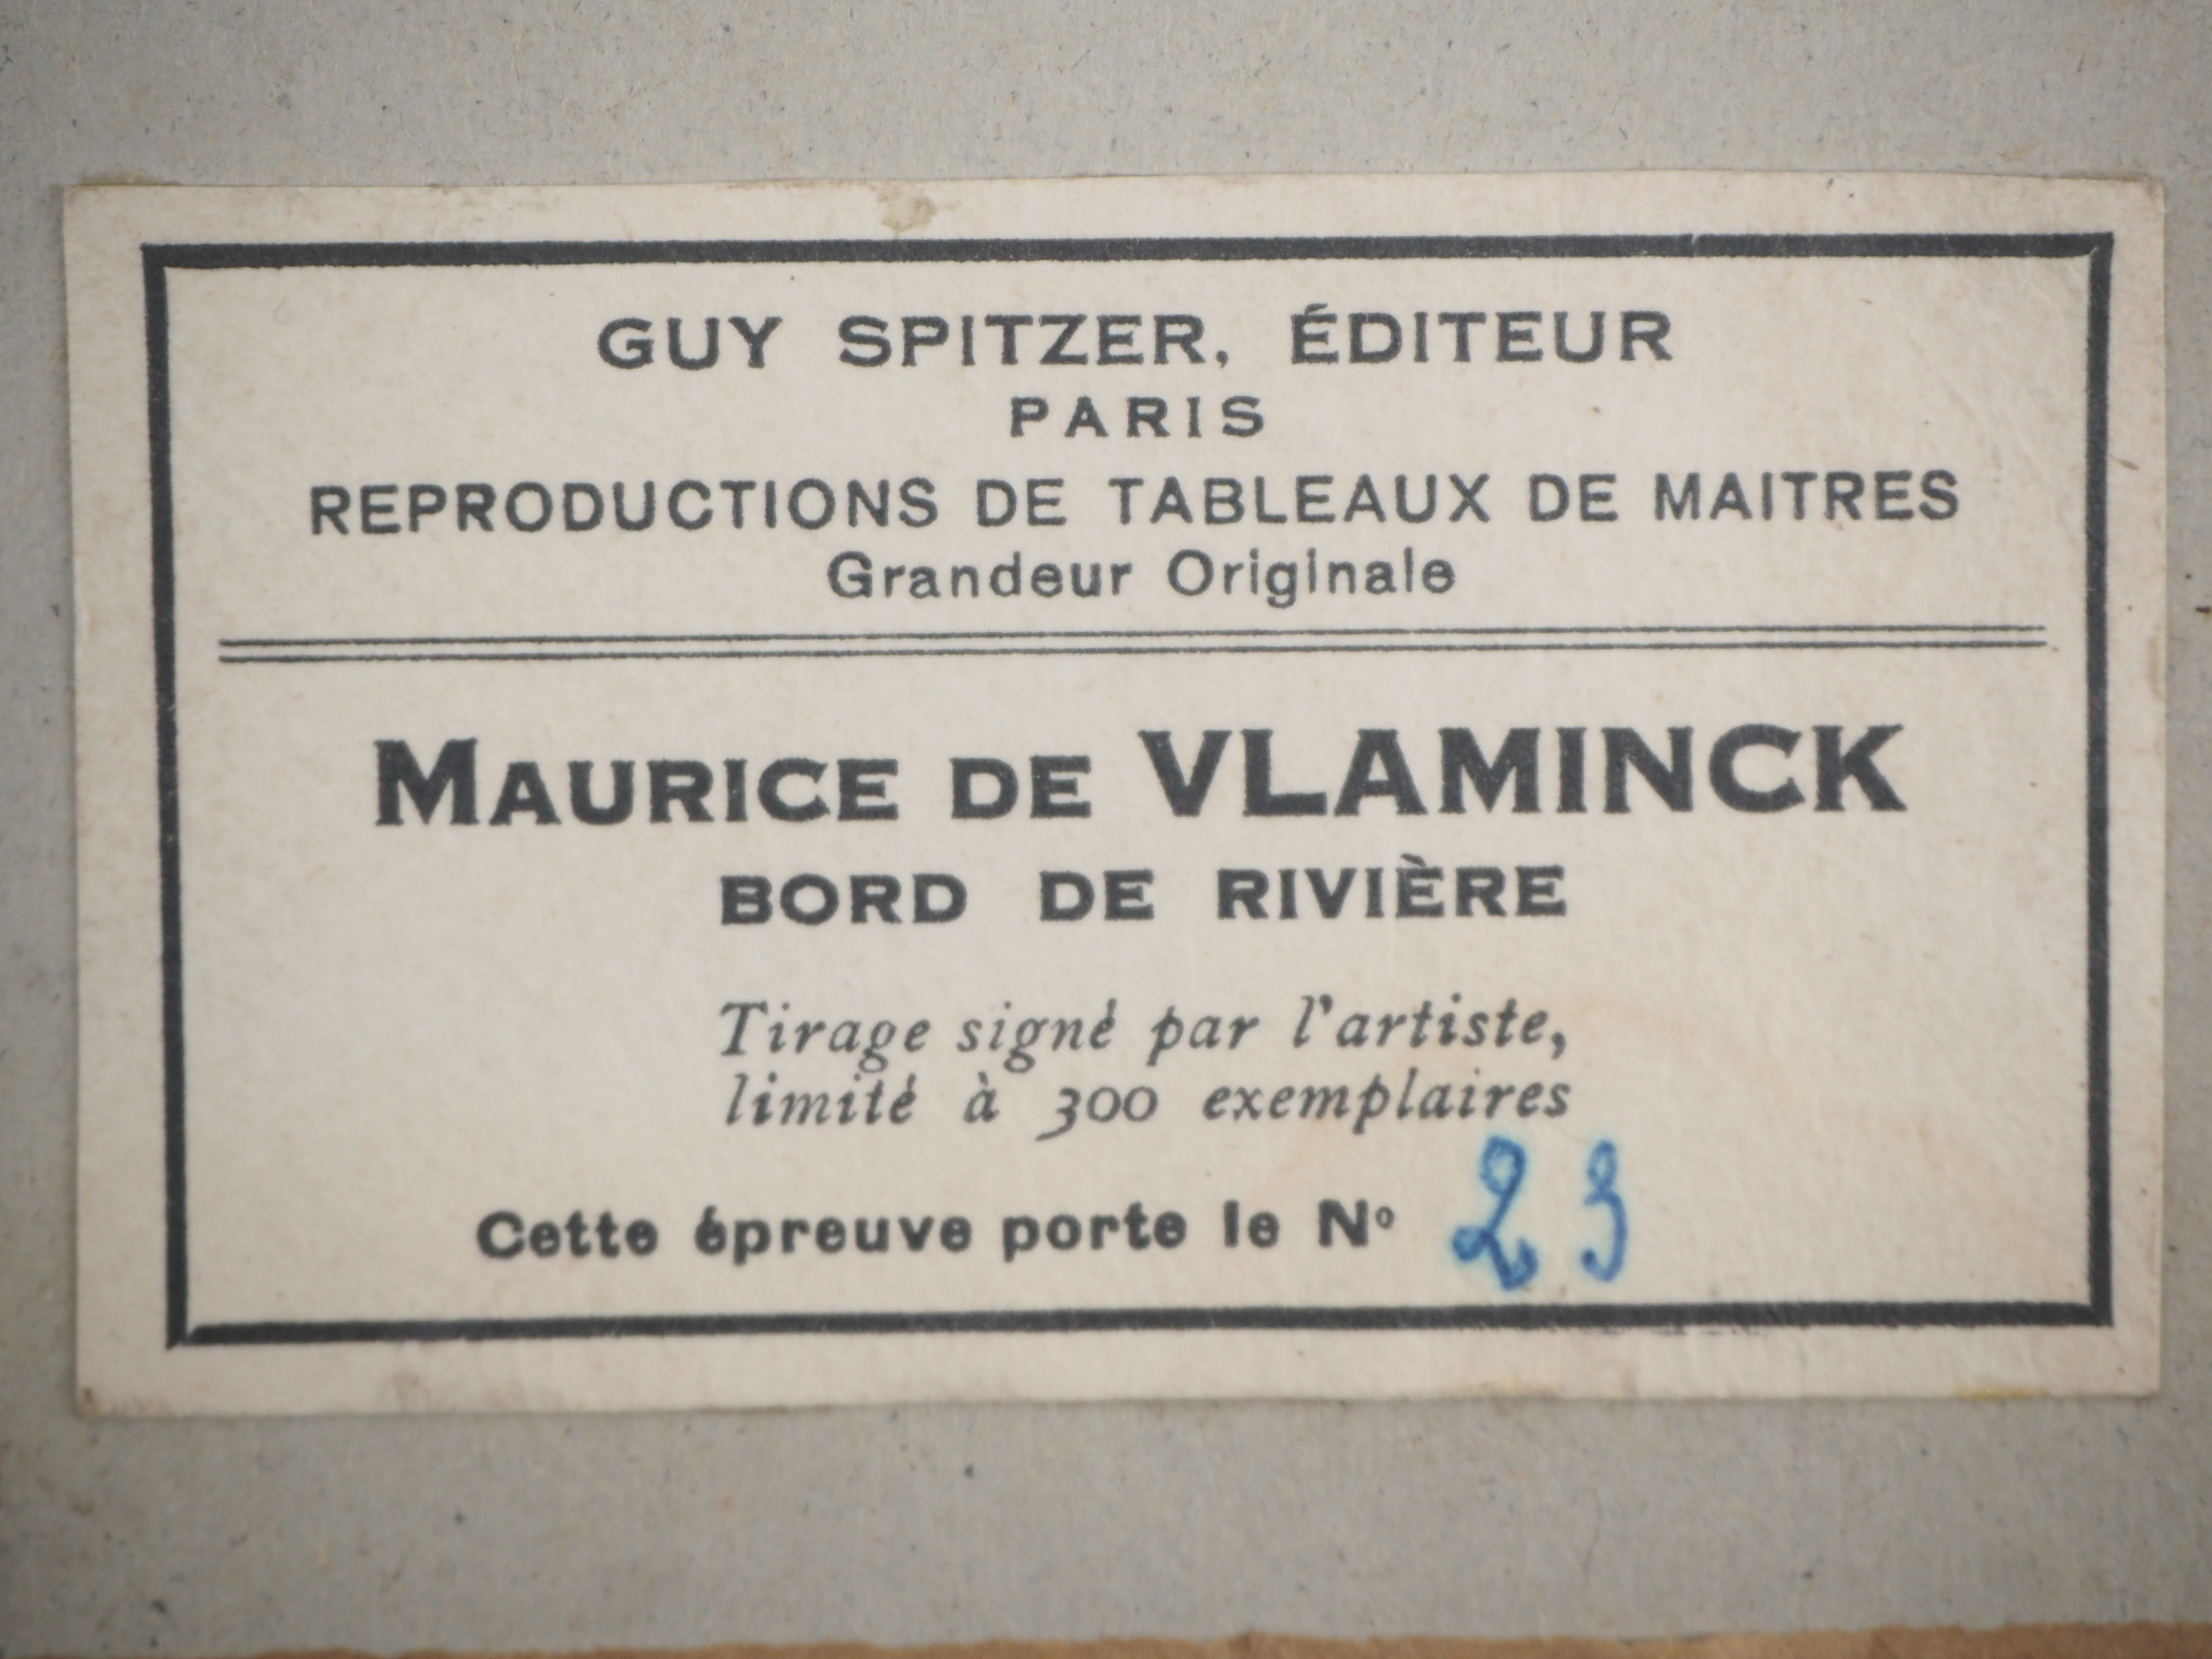 GUY SPITZER, ÉDITEUR
PARIS
REPRODUCTIONS DE TABLEAUX DE MAITRES
Grandeur Originale
MAURICE DE VLAMINCK
BORD DE RIVIÈRE
Tirage signé par l'artiste,
limité à 300 exemplaires
Cette épreuve porte le Nº 23